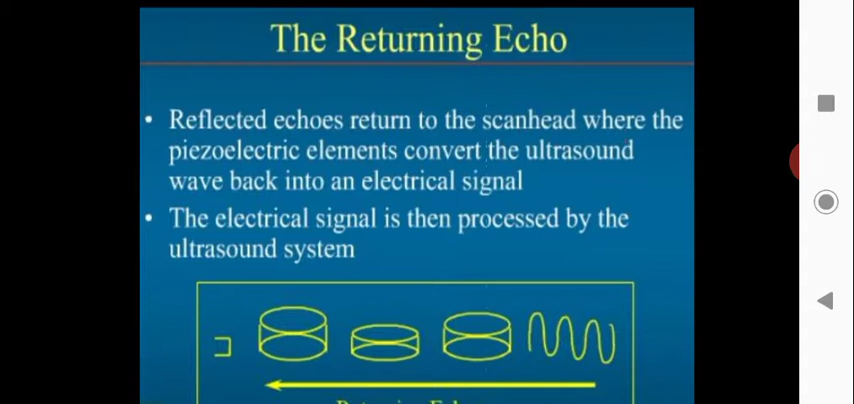 The Returning Echo
• Reflected echoes return to the scanhead where the
piezoelectric elements convert the ultrasound
wave back into an electrical signal
• The electrical signal is then processed by the
ultrasound system